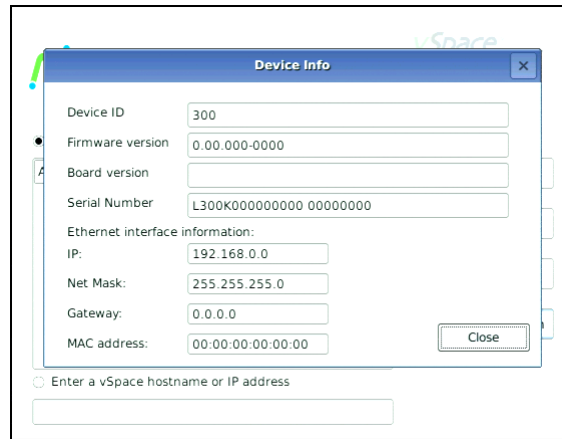 vSpace
Device Info
Device ID 300
Firmware version 0.00.000-0000
Board version
Serial Number L300K000000000 00000000
Ethernet interface information:
IP: 192.168.0.0
Net Mask: 255.255.255.0
Gateway: 0.0.0.0
MAC address: 00:00:00:00:00:00
Close
Enter a vSpace hostname or IP address